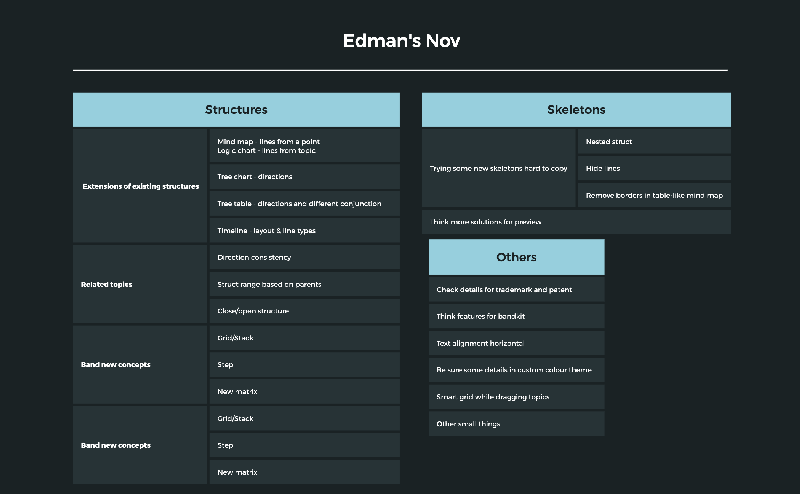 Edman's Nov
Structures
Extensions of existing structures
Mind map - lines from a point
Logic chart - lines from topic
Tree chart - directions
Tree table - directions and different conjunction
Timeline - layout & line types
Related topics
Direction consistency
Struct range based on parents
Close/open structure
Band new concepts
Grid/Stack
Step
New matrix
Band new concepts
Grid/Stack
Step
New matrix
Skeletons
Trying some new skeletons hard to copy
Nested struct
Hide lines
Remove borders in table-like mind map
Think more solutions for preview
Others
Check details for trademark and patent
Think features for bandkit
Text alignment horizontal
Be sure some details in custom colour theme
Smart grid while dragging topics
Other small things